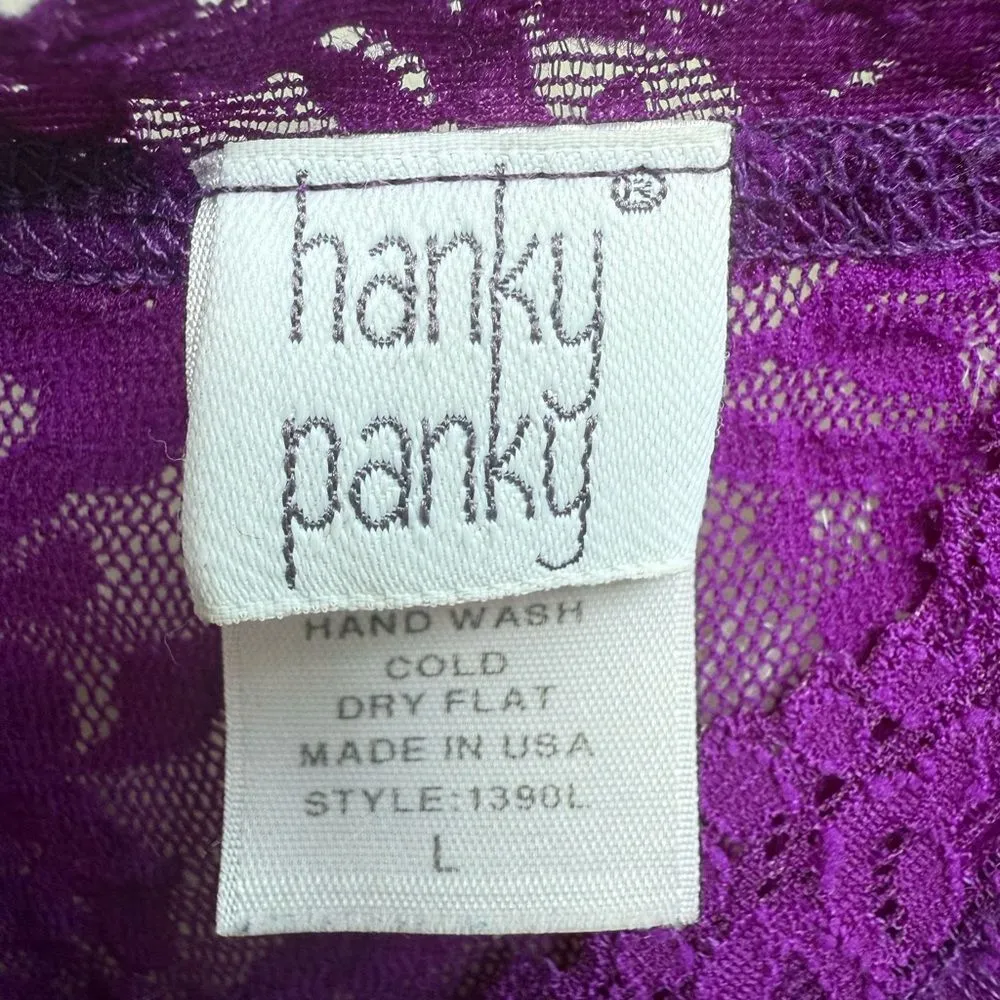 hanky®
panky
HAND WASH
COLD
DRY FLAT
MADE IN USA
STYLE:1390L
L